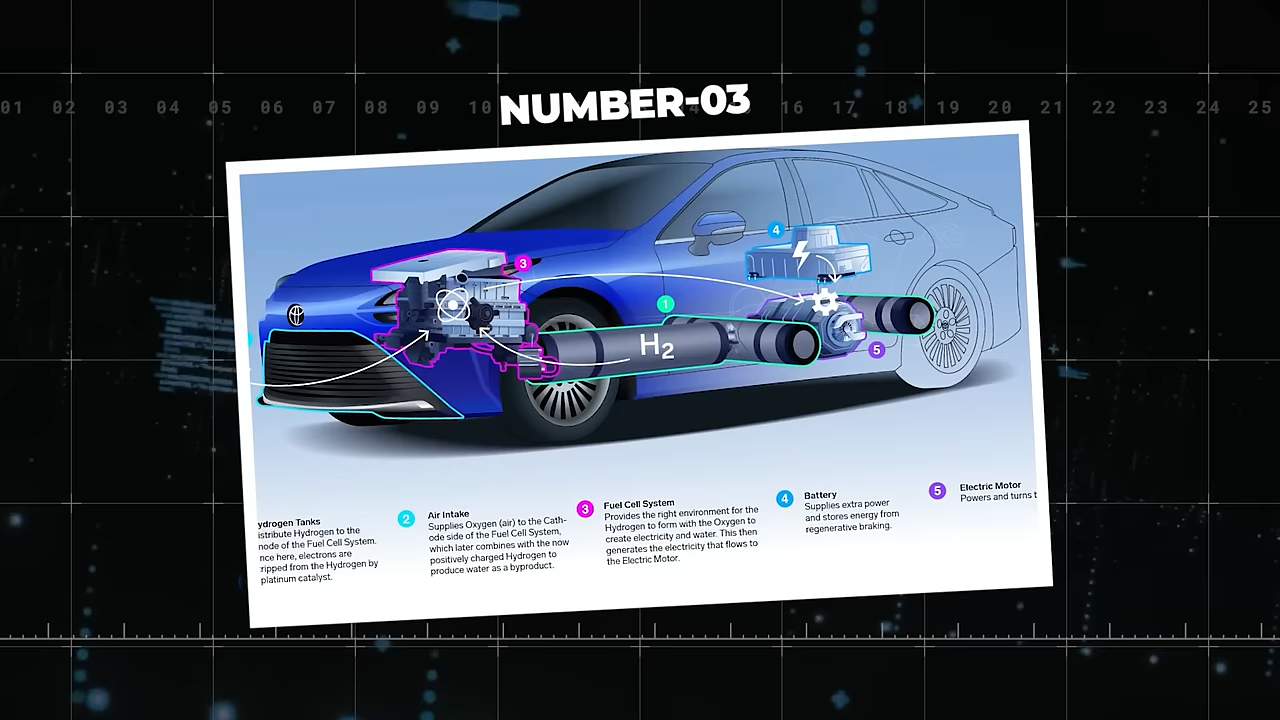 NUMBER-03
01 02 03 04 05 06 07 08 09 10 16 17 18 19 20 21 22 23 24 25
3
4
1
H2
5
ydrogen Tanks
istribute Hydrogen to the
node of the Fuel Cell System.
nce here, electrons are
ripped from the Hydrogen by
platinum catalyst.
2 Air Intake
Supplies Oxygen (air) to the Cath-
ode side of the Fuel Cell System,
which later combines with the now
positively charged Hydrogen to
produce water as a byproduct.
3 Fuel Cell System
Provides the right environment for the
Hydrogen to form with the Oxygen to
create electricity and water. This then
generates the electricity that flows to
the Electric Motor.
4 Battery
Supplies extra power
and stores energy from
regenerative braking.
5 Electric Motor
Powers and turns t